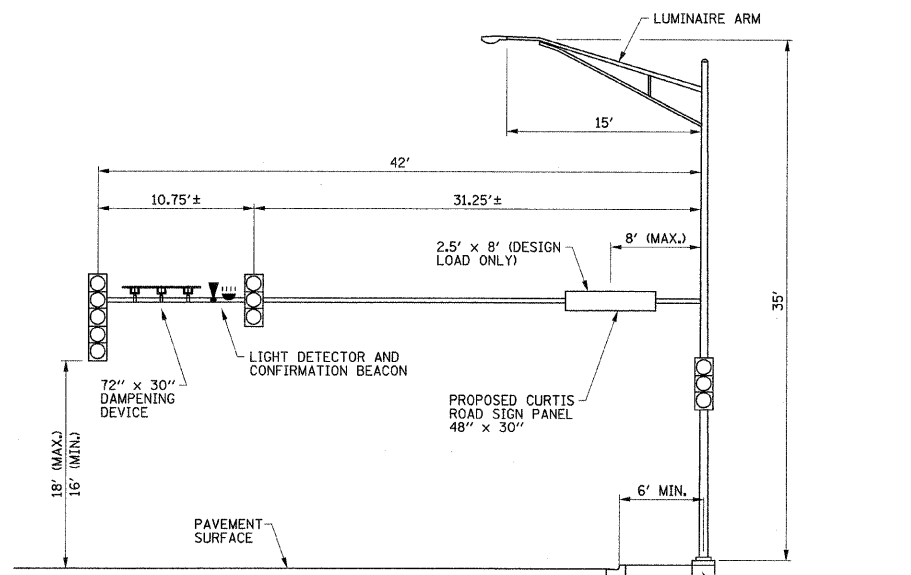 LUMINAIRE ARM
15'
42'
10.75'±
31.25'±
8' (MAX.)
2.5' x 8' (DESIGN
LOAD ONLY)
35'
LIGHT DETECTOR AND
CONFIRMATION BEACON
72" x 30"
DAMPENING
DEVICE
PROPOSED CURTIS
ROAD SIGN PANEL
48" x 30"
18' (MAX.)
16' (MIN.)
6' MIN.
PAVEMENT
SURFACE